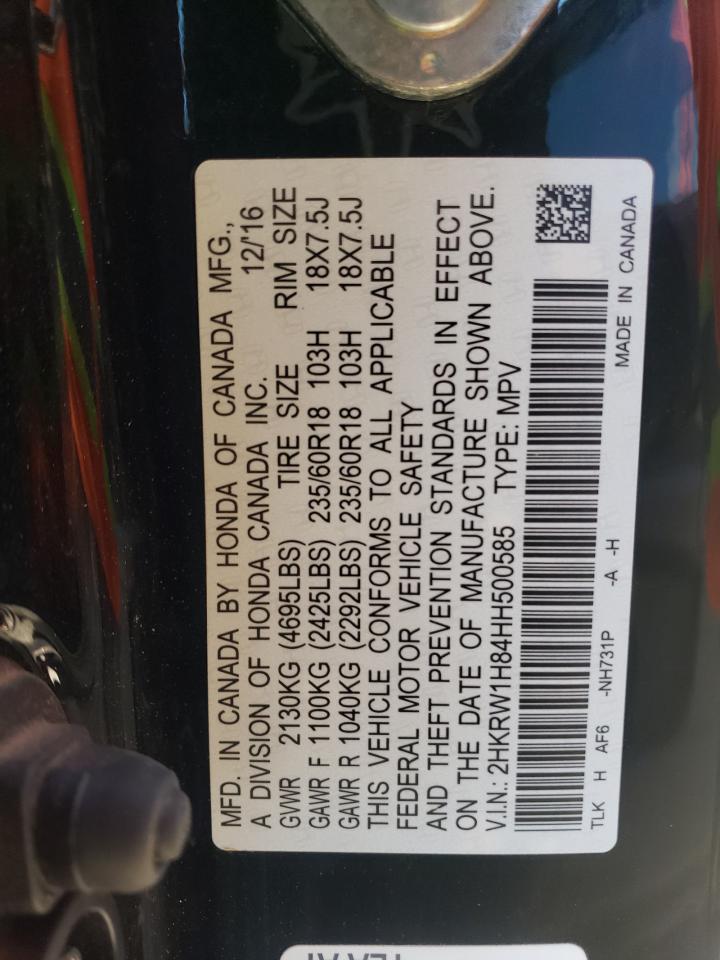 MFD. IN CANADA BY HONDA OF CANADA MFG.,
A DIVISION OF HONDA CANADA INC. 12/'16
GVWR 2130KG (4695LBS) TIRE SIZE RIM SIZE
GAWR F 1100KG (2425LBS) 235/60R18 103H 18X7.5J
GAWR R 1040KG (2292LBS) 235/60R18 103H 18X7.5J
THIS VEHICLE CONFORMS TO ALL APPLICABLE
FEDERAL MOTOR VEHICLE SAFETY
AND THEFT PREVENTION STANDARDS IN EFFECT
ON THE DATE OF MANUFACTURE SHOWN ABOVE.
V.I.N.: 2HKRW1H84HH500585 TYPE: MPV
TLK H AF6 -NH731P -A -H MADE IN CANADA